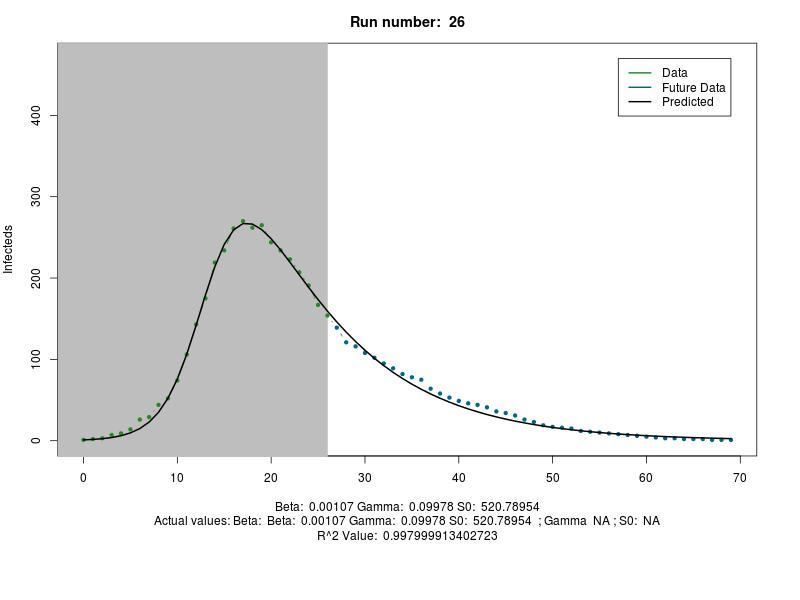 Run number:  26
Data
Future Data
Predicted
400
300
200
100
0
Infecteds
0 10 20 30 40 50 60 70
Beta:  0.00107 Gamma:  0.09978 S0:  520.78954
Actual values: Beta:  Beta:  0.00107 Gamma:  0.09978 S0:  520.78954  ; Gamma  NA ; S0:  NA
R^2 Value:  0.997999913402723